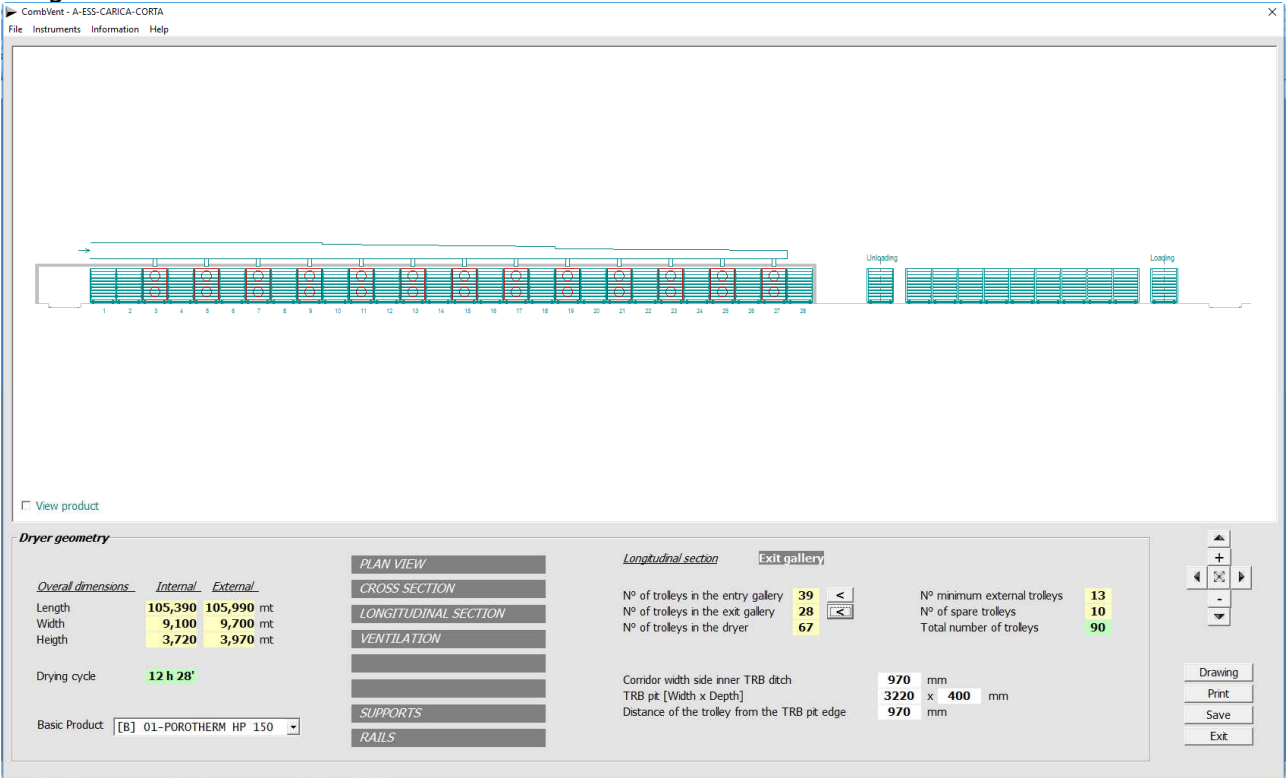 CombVent - A-ESS-CARICA-CORTA
File Instruments Information Help
Unloading Loading
1 2 3 4 5 6 7 8 9 10 11 12 13 14 15 16 17 18 19 20 21 22 23 24 25 26 27 28
View product
Dryer geometry
Overall dimensions Internal External
Length 105,390 105,990 mt
Width 9,100 9,700 mt
Heigth 3,720 3,970 mt
Drying cycle 12 h 28'
Basic Product [B] 01-POROTHERM HP 150
PLAN VIEW
CROSS SECTION
LONGITUDINAL SECTION
VENTILATION
SUPPORTS
RAILS
Longitudinal section Exit gallery
Nº of trolleys in the entry gallery 39 <
Nº of trolleys in the exit gallery 28 <
Nº of trolleys in the dryer 67
Nº minimum external trolleys 13
Nº of spare trolleys 10
Total number of trolleys 90
Corridor width side inner TRB ditch 970 mm
TRB pit [Width x Depth] 3220 x 400 mm
Distance of the trolley from the TRB pit edge 970 mm
+
-
Drawing
Print
Save
Exit